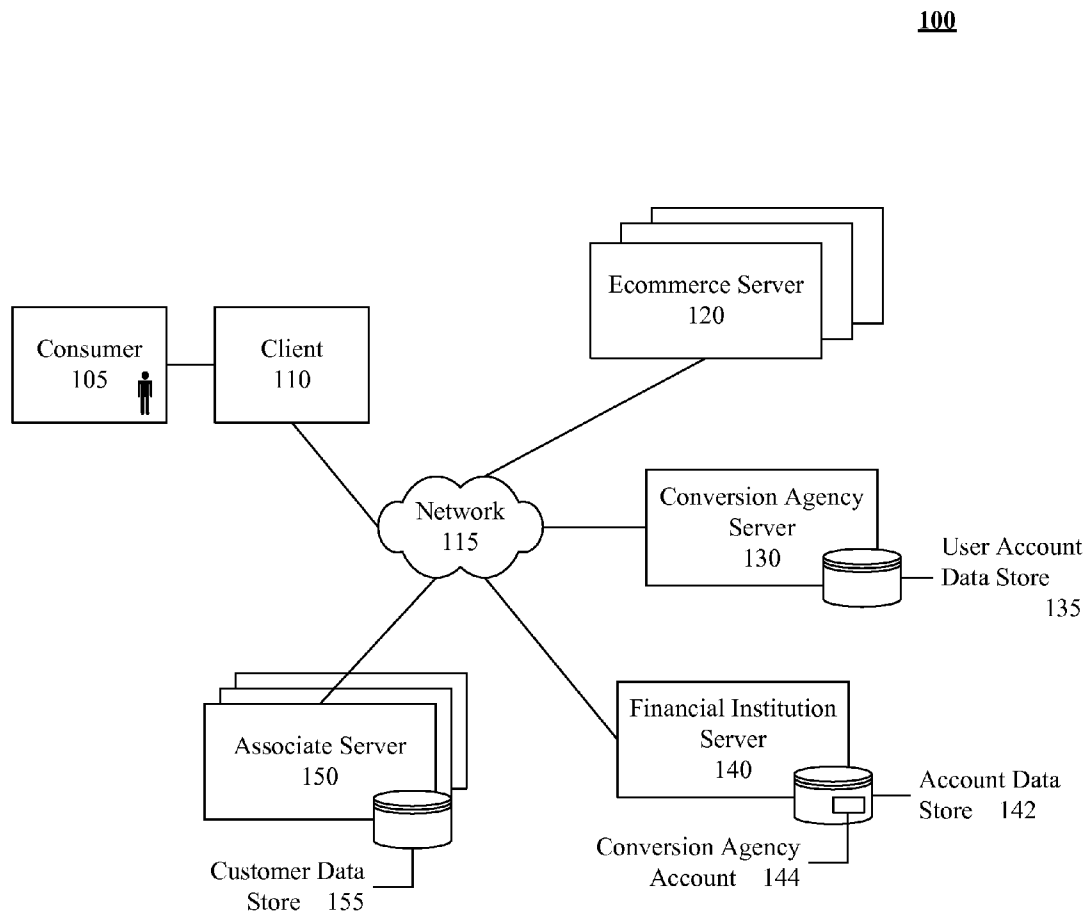 100
Ecommerce Server
120
Consumer
105
Client
110
Network
115
Conversion Agency
Server
130
User Account
Data Store
135
Associate Server
150
Customer Data
Store 155
Financial Institution
Server
140
Account Data
Store 142
Conversion Agency
Account 144